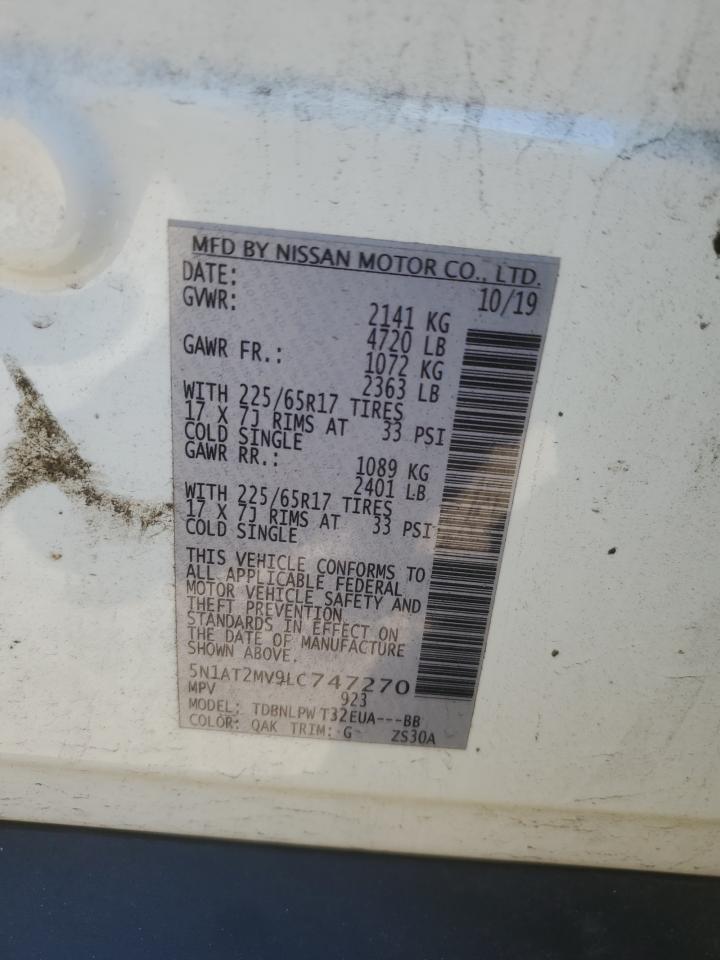 MFD BY NISSAN MOTOR CO., LTD.
DATE: 10/19
GVWR: 2141 KG
4720 LB
GAWR FR.: 1072 KG
2363 LB
WITH 225/65R17 TIRES
17 X 7J RIMS AT 33 PSI
COLD SINGLE
GAWR RR.: 1089 KG
2401 LB
WITH 225/65R17 TIRES
17 X 7J RIMS AT 33 PSI
COLD SINGLE
THIS VEHICLE CONFORMS TO
ALL APPLICABLE FEDERAL
MOTOR VEHICLE SAFETY AND
THEFT PREVENTION
STANDARDS IN EFFECT ON
THE DATE OF MANUFACTURE
SHOWN ABOVE.
5N1AT2MV9LC747270
MPV 923
MODEL: TDBNLPW T32EUA---BB
COLOR: QAK TRIM: G ZS30A